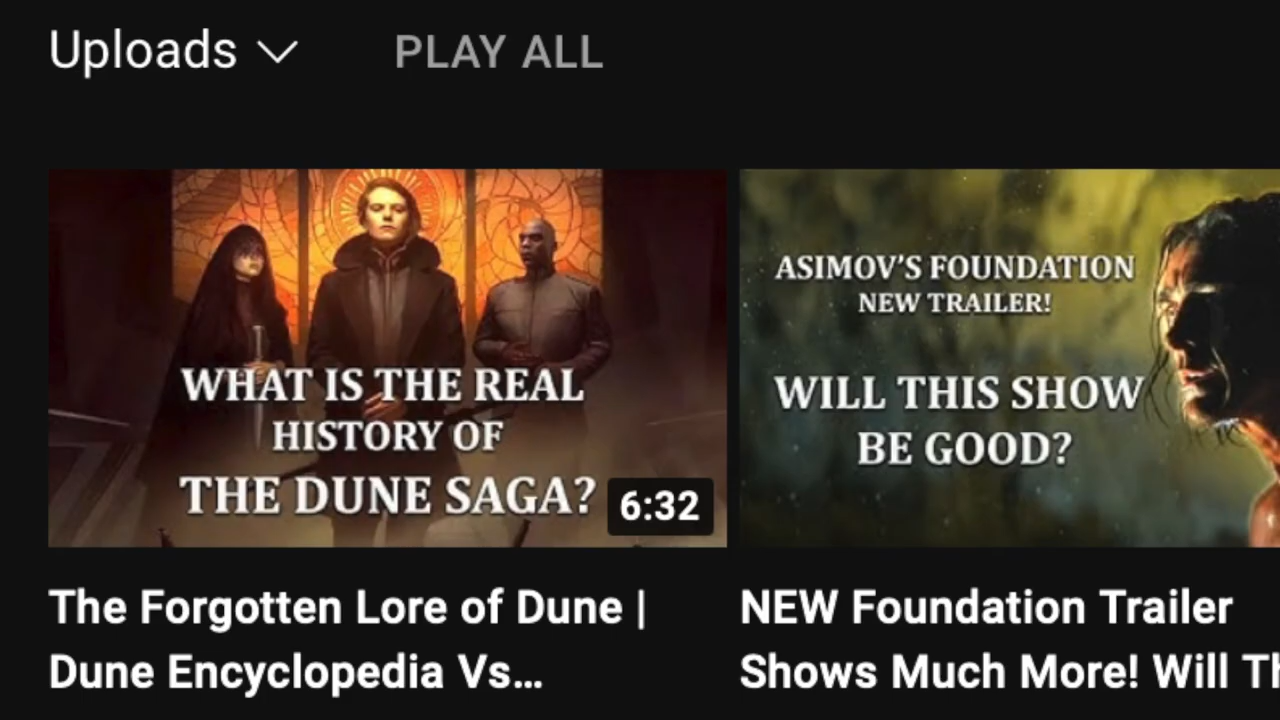 Uploads
PLAY ALL
WHAT IS THE REAL
HISTORY OF
THE DUNE SAGA?
6:32
The Forgotten Lore of Dune |
Dune Encyclopedia Vs...
ASIMOV'S FOUNDATION
NEW TRAILER!
WILL THIS SHOW
BE GOOD?
NEW Foundation Trailer
Shows Much More! Will Th